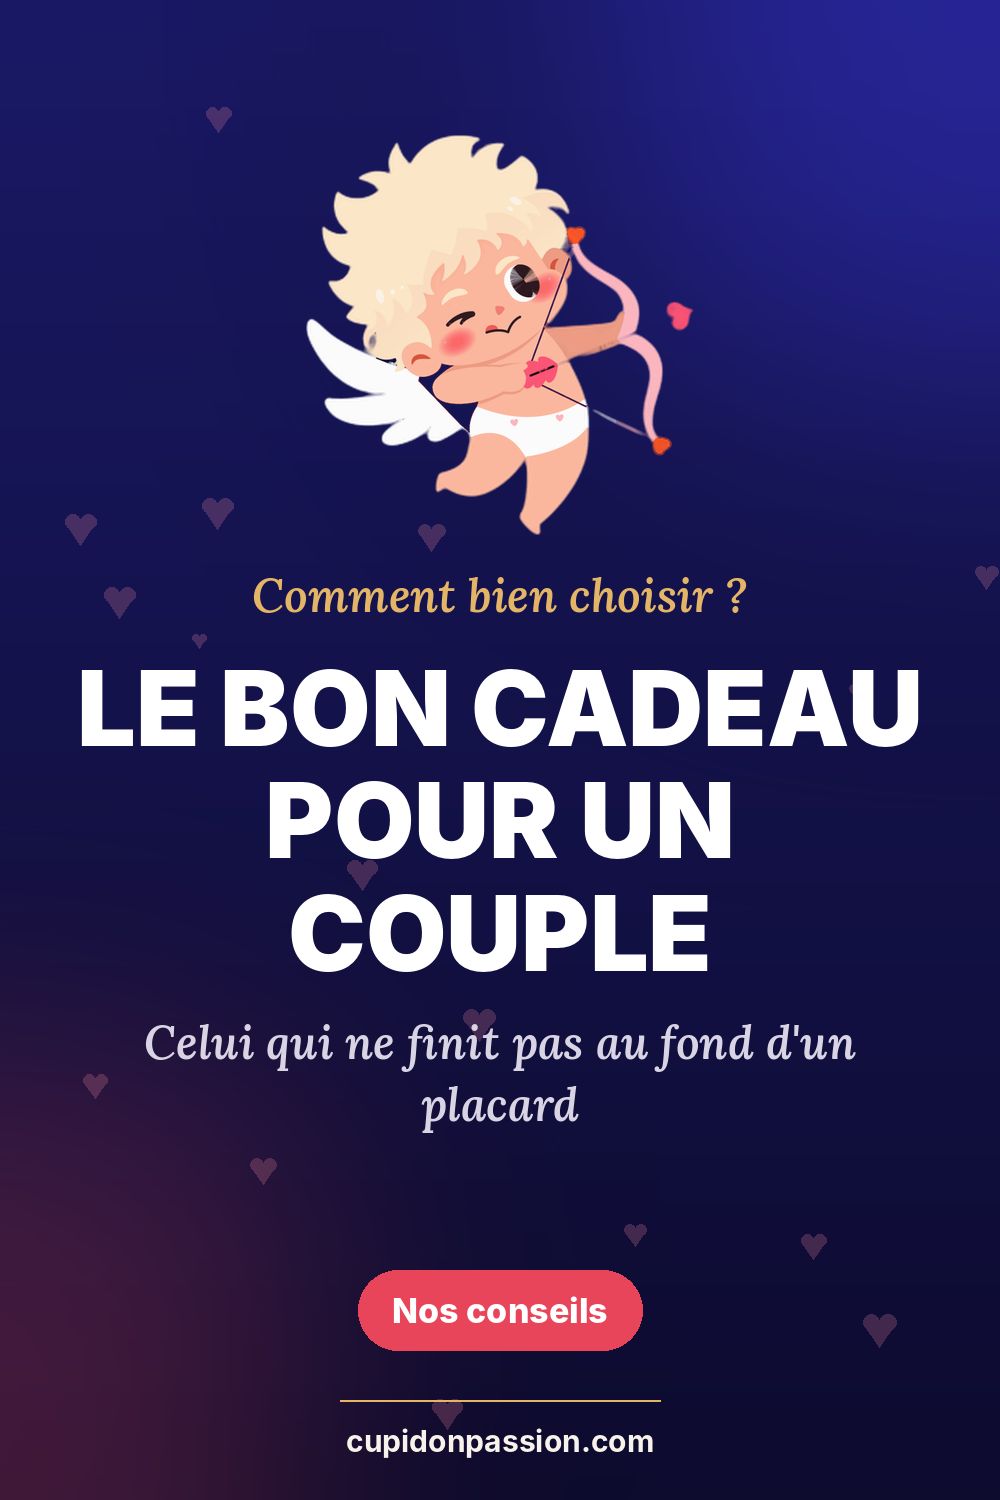 Comment bien choisir ?
LE BON CADEAU
POUR UN
COUPLE
Celui qui ne finit pas au fond d'un
placard
Nos conseils
cupidonpassion.com